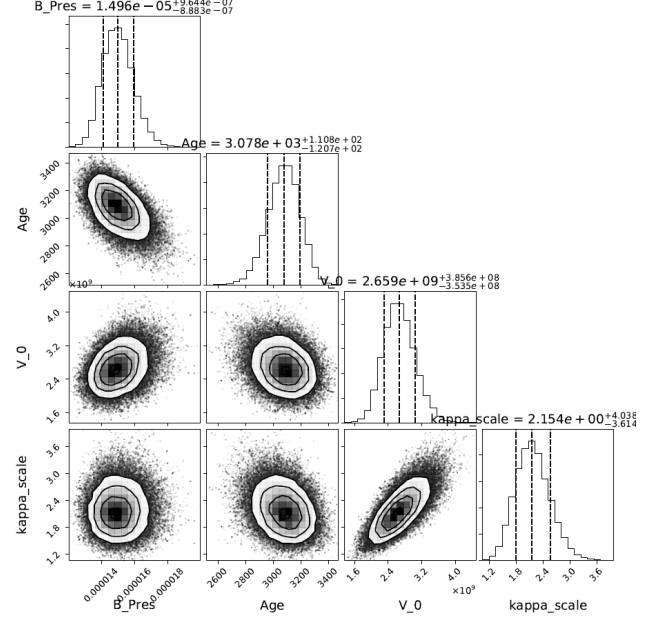 B_Pres = 1.496e−05+9.644e−07 −8.883e−07
Age = 3.078e+03+1.108e+02 −1.207e+02
3400
3200
3000
2800
2600
Age
×10⁹
V_0 = 2.659e+09+3.856e+08 −3.535e+08
4.0
3.2
2.4
1.6
V_0
kappa_scale = 2.154e+00+4.038 −3.614
3.6
3.0
2.4
1.8
1.2
kappa_scale
0.000014 0.000016 0.000018
2600 2800 3000 3200 3400
1.6 2.4 3.2 4.0
×10⁹
1.2 1.8 2.4 3.0 3.6
B_Pres Age V_0 kappa_scale